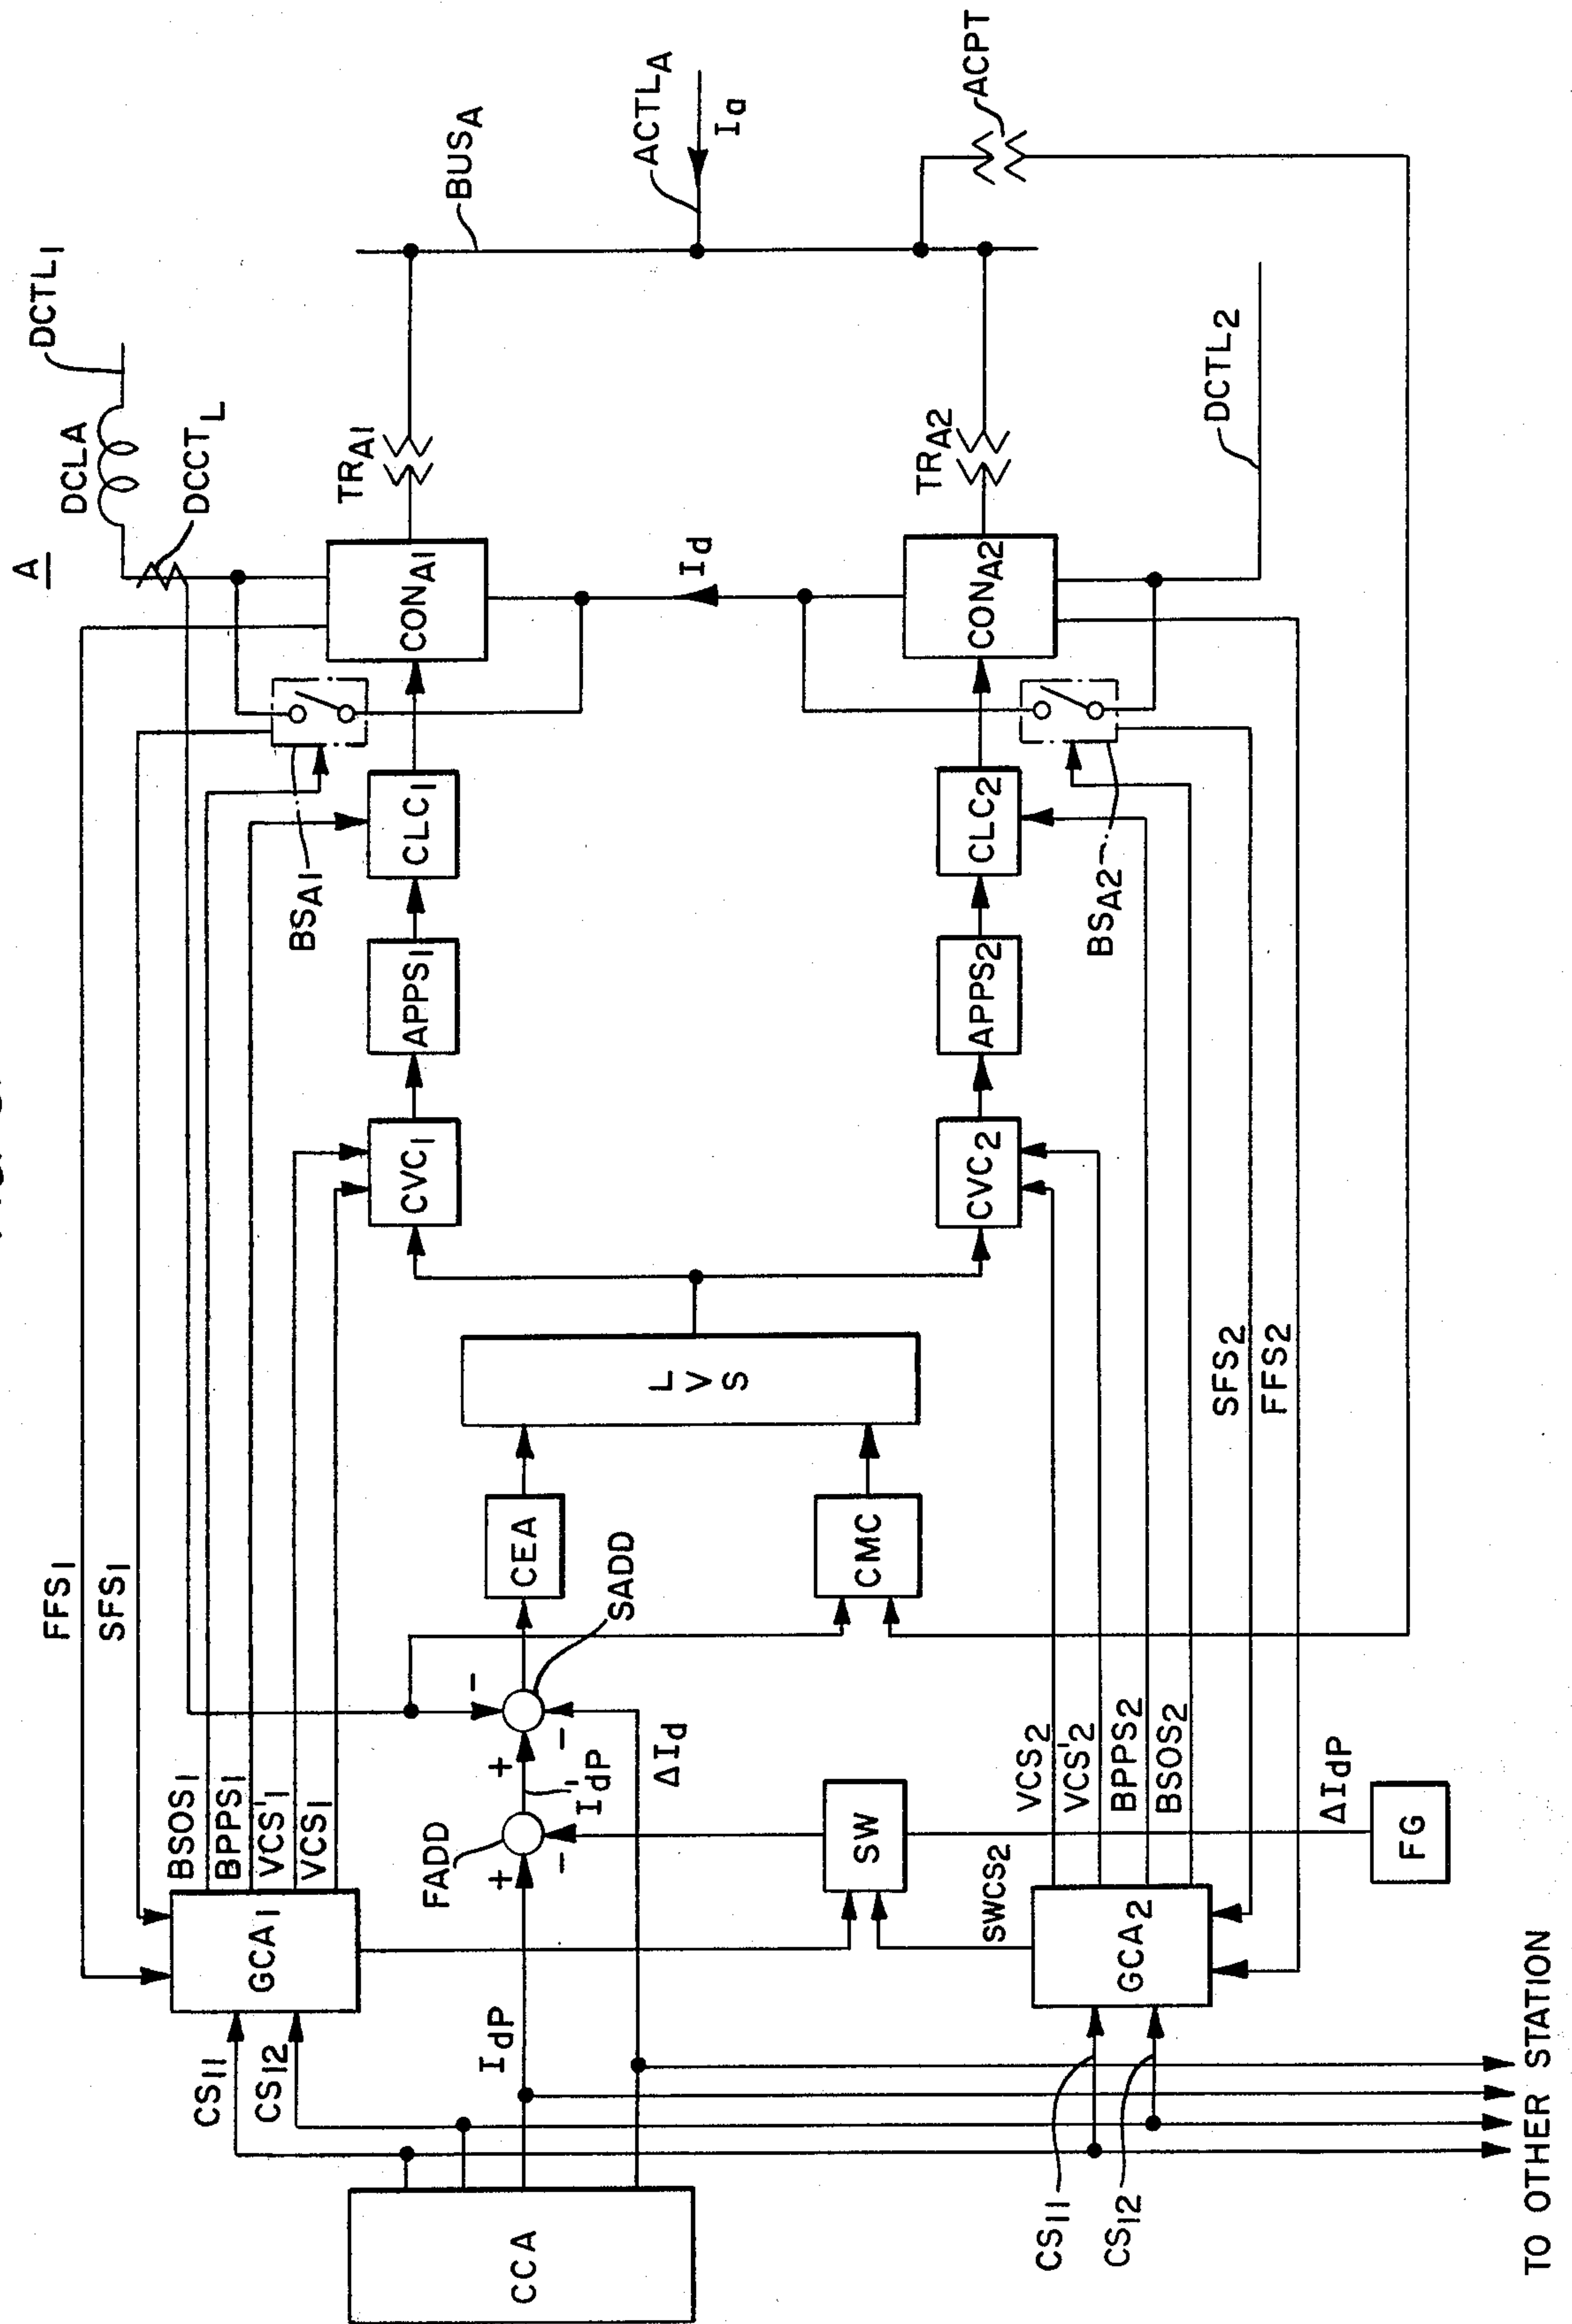 A
DCTL1
DCLA
DCCTL
BUSA
ACTLA
Ia
ACPT
TRA1
TRA2
DCTL2
CONA1
Id
CONA2
BSA1
CLC1
CLC2
BSA2
APPS1
APPS2
CVC1
CVC2
LVS
SFS2
FFS2
FFS1
SFS1
CEA
SADD
CMC
BSOS1
BPPS1
VCS'1
VCS1
FADD
+
-
+
-
-
I'dP
ΔId
SW
VCS2
VCS'2
BPPS2
BSOS2
SWCS2
ΔIdP
FG
GCA1
GCA2
CS11
CS12
IdP
CS11
CS12
CCA
TO OTHER STATION